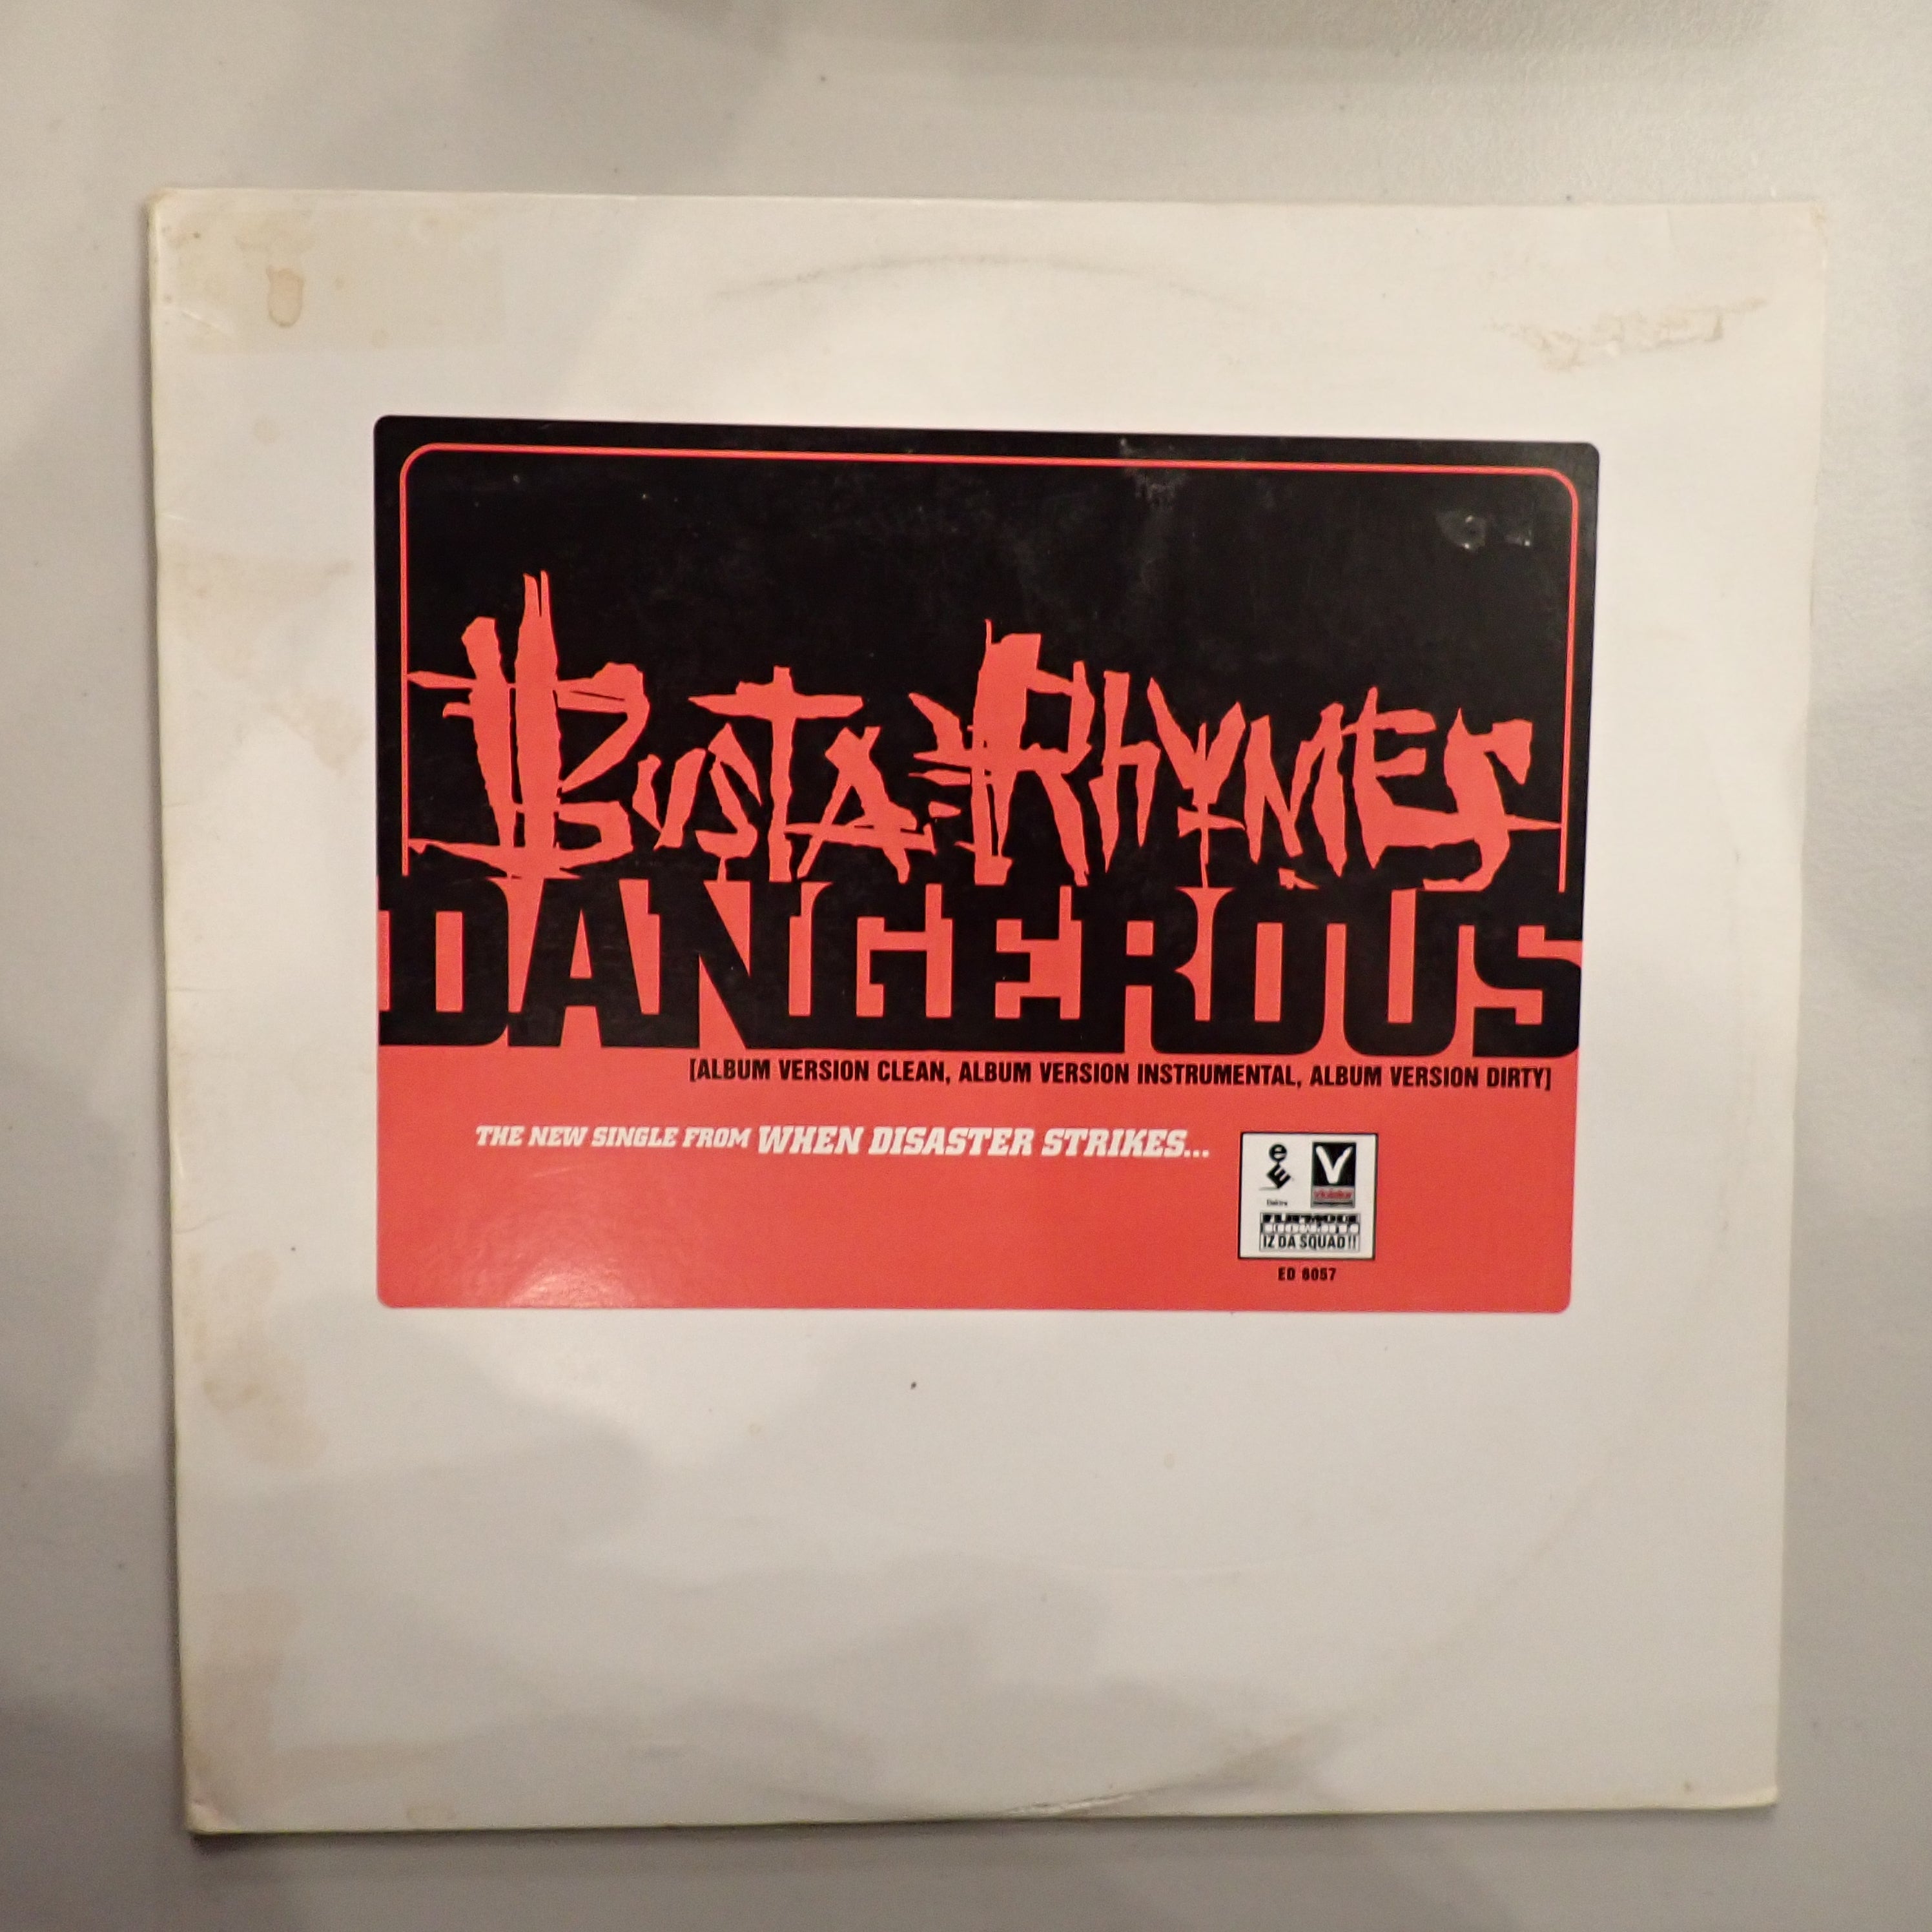 BUSTA RHYMES
DANGEROUS
[ALBUM VERSION CLEAN, ALBUM VERSION INSTRUMENTAL, ALBUM VERSION DIRTY]
THE NEW SINGLE FROM WHEN DISASTER STRIKES...
e E V
IZ DA SQUAD!!
ED 6057